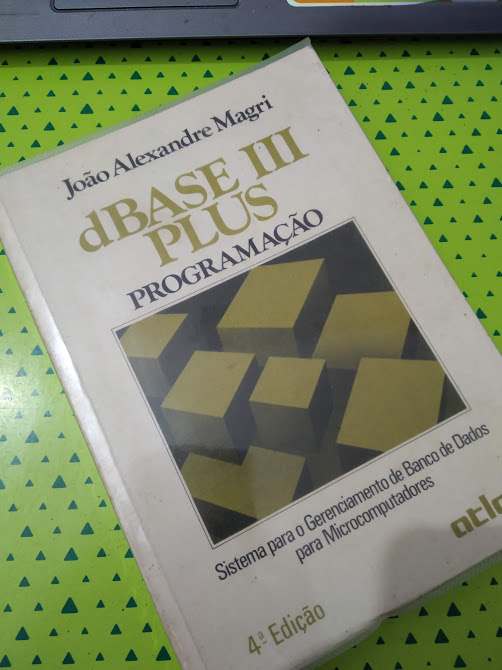 João Alexandre Magri
dBASE III
PLUS
PROGRAMAÇÃO
Sistema para o Gerenciamento de Banco de Dados
para Microcomputadores
4ª Edição